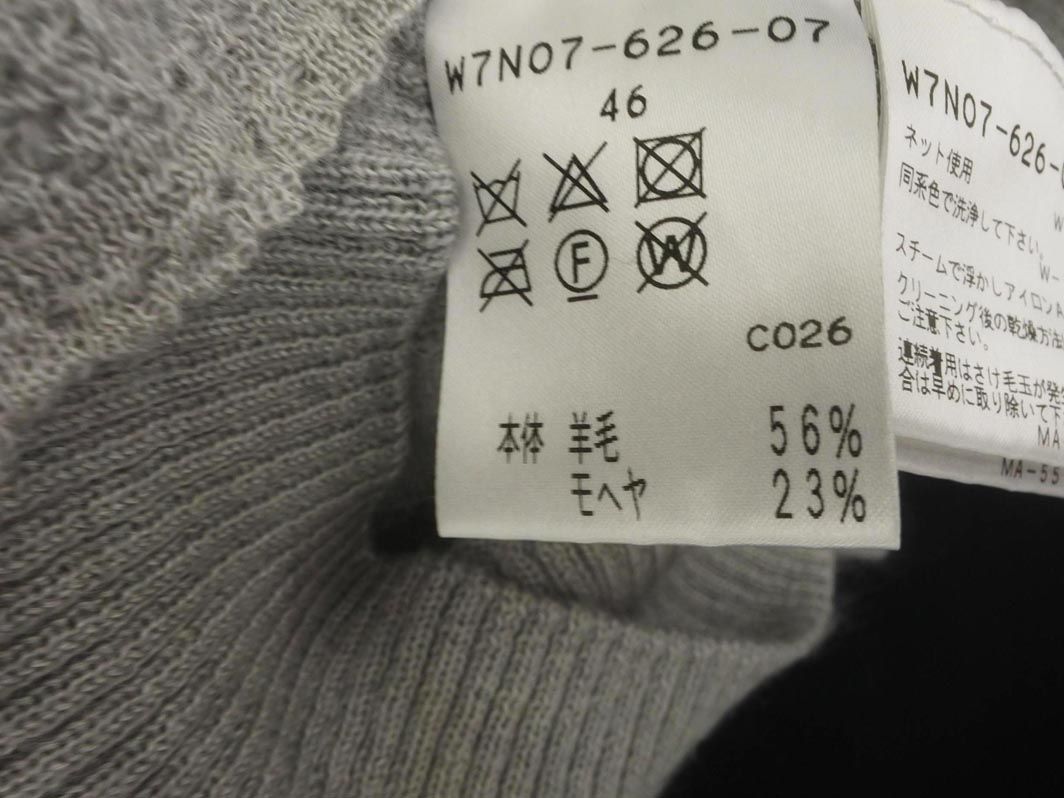 W7N07-626-07
46
F
W
C026
本体 羊毛 56%
モヘヤ 23%
W7N07-626-
ネット使用
同系色で洗浄して下さい。
W-
スチームで浮かしアイロン
クリーニング後の乾燥方法
ご注意下さい。
連続着用はさけ毛玉が発
合は早めに取り除いて下
MA
MA-55